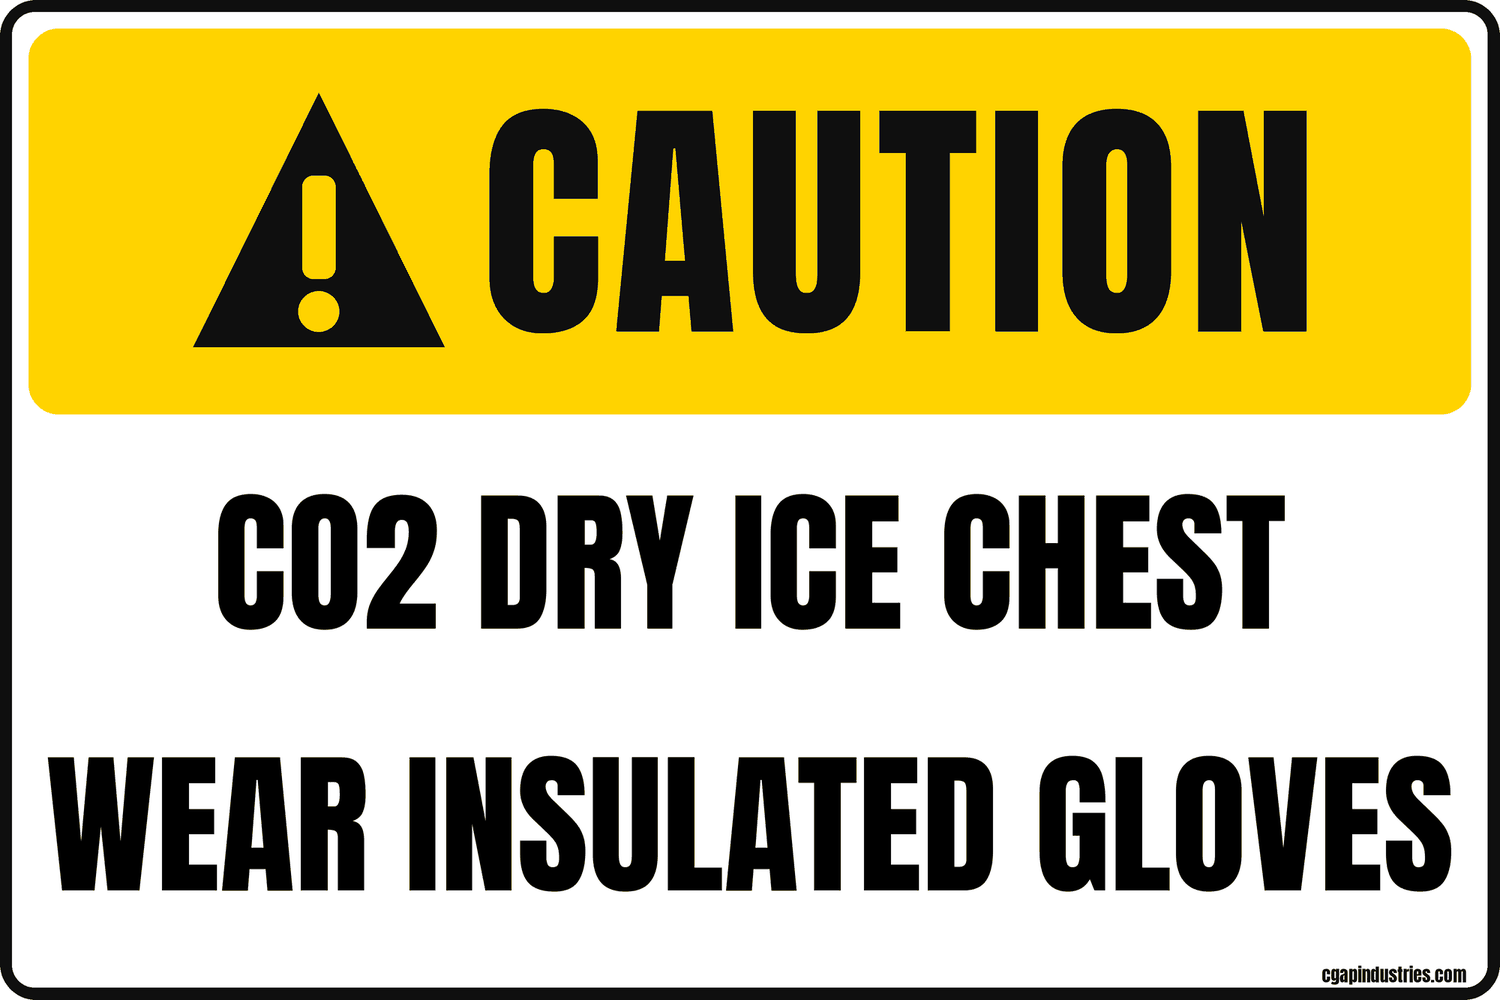 CAUTION
CO2 DRY ICE CHEST
WEAR INSULATED GLOVES
cgapindustries.com